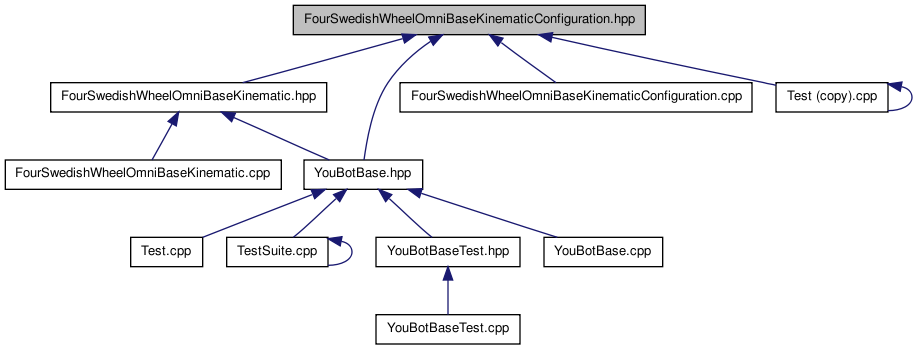 FourSwedishWheelOmniBaseKinematicConfiguration.hpp
FourSwedishWheelOmniBaseKinematic.hpp
FourSwedishWheelOmniBaseKinematicConfiguration.cpp
Test (copy).cpp
FourSwedishWheelOmniBaseKinematic.cpp
YouBotBase.hpp
Test.cpp
TestSuite.cpp
YouBotBaseTest.hpp
YouBotBase.cpp
YouBotBaseTest.cpp